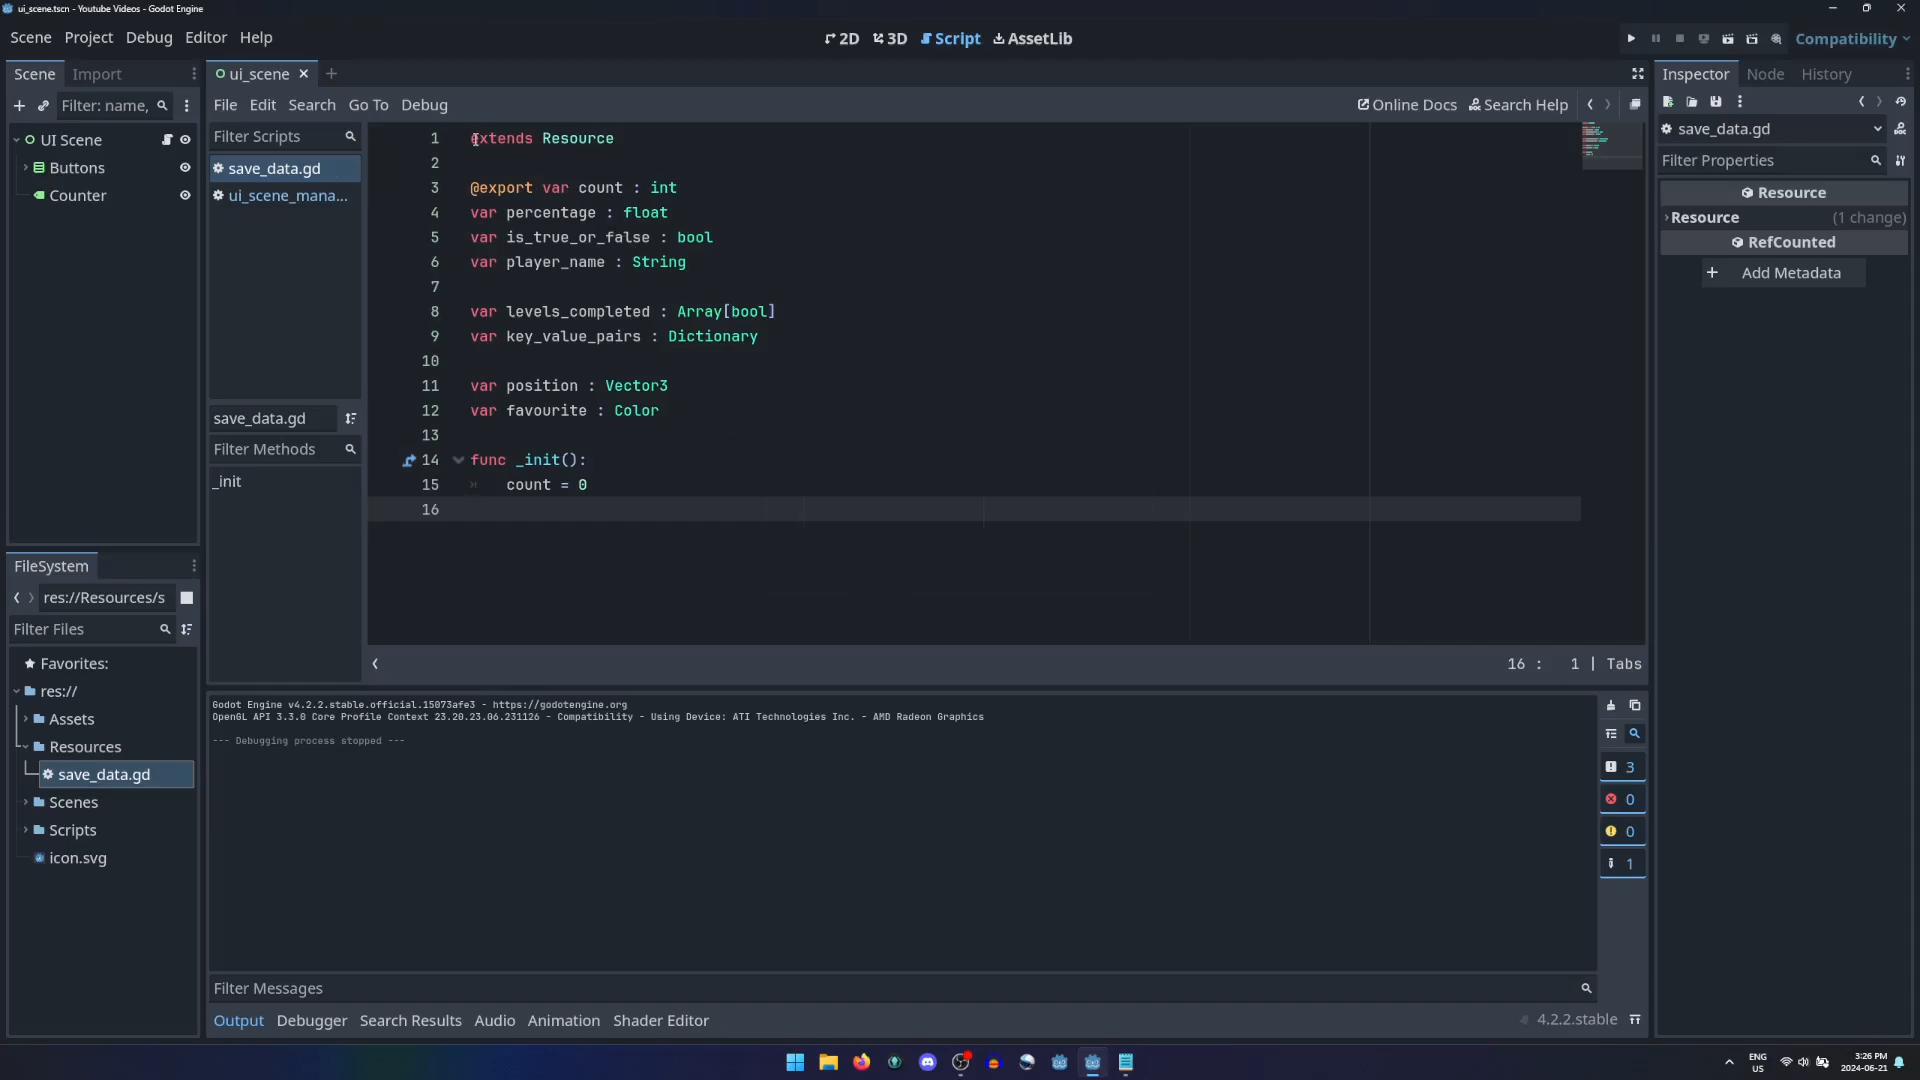 ui_scene.tscn - Youtube Videos - Godot Engine
Scene Project Debug Editor Help
2D 3D Script AssetLib
Compatibility
Scene Import
ui_scene
Inspector Node History
Filter: name,
File Edit Search Go To Debug
Online Docs Search Help
UI Scene
Buttons
Counter
Filter Scripts
save_data.gd
ui_scene_mana...
save_data.gd
Filter Methods
_init
1 extends Resource
2
3 @export var count : int
4 var percentage : float
5 var is_true_or_false : bool
6 var player_name : String
7
8 var levels_completed : Array[bool]
9 var key_value_pairs : Dictionary
10
11 var position : Vector3
12 var favourite : Color
13
14 func _init():
15 count = 0
16
16 : 1 | Tabs
save_data.gd
Filter Properties
Resource
Resource (1 change)
RefCounted
Add Metadata
FileSystem
res://Resources/s
Filter Files
Favorites:
res://
Assets
Resources
save_data.gd
Scenes
Scripts
icon.svg
Godot Engine v4.2.2.stable.official.15073afe3 - https://godotengine.org
OpenGL API 3.3.0 Core Profile Context 23.20.23.06.231126 - Compatibility - Using Device: ATI Technologies Inc. - AMD Radeon Graphics
--- Debugging process stopped ---
3
0
0
1
Filter Messages
Output Debugger Search Results Audio Animation Shader Editor
4.2.2.stable
ENG
US
3:26 PM
2024-06-21